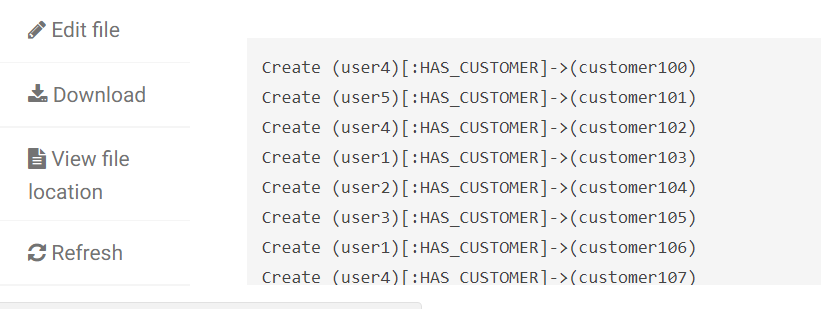 Edit file
Download
View file
location
Refresh
Create (user4)[:HAS_CUSTOMER]->(customer100)
Create (user5)[:HAS_CUSTOMER]->(customer101)
Create (user4)[:HAS_CUSTOMER]->(customer102)
Create (user1)[:HAS_CUSTOMER]->(customer103)
Create (user2)[:HAS_CUSTOMER]->(customer104)
Create (user3)[:HAS_CUSTOMER]->(customer105)
Create (user1)[:HAS_CUSTOMER]->(customer106)
Create (user4)[:HAS_CUSTOMER]->(customer107)